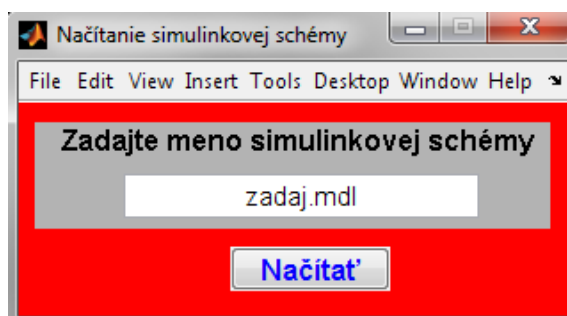 Načítanie simulinkovej schémy
File Edit View Insert Tools Desktop Window Help
Zadajte meno simulinkovej schémy
zadaj.mdl
Načítať